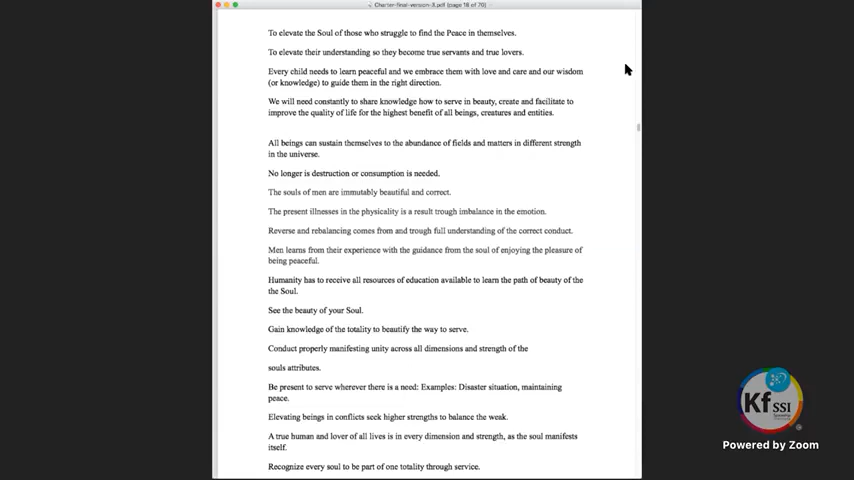 Charter-final-version-3.pdf (page 18 of 70)
To elevate the Soul of those who struggle to find the Peace in themselves.
To elevate their understanding so they become true servants and true lovers.
Every child needs to learn peaceful and we embrace them with love and care and our wisdom
(or knowledge) to guide them in the right direction.
We will need constantly to share knowledge how to serve in beauty, create and facilitate to
improve the quality of life for the highest benefit of all beings, creatures and entities.
All beings can sustain themselves to the abundance of fields and matters in different strength
in the universe.
No longer is destruction or consumption is needed.
The souls of men are immutably beautiful and correct.
The present illnesses in the physicality is a result trough imbalance in the emotion.
Reverse and rebalancing comes from and trough full understanding of the correct conduct.
Men learns from their experience with the guidance from the soul of enjoying the pleasure of
being peaceful.
Humanity has to receive all resources of education available to learn the path of beauty of the
the Soul.
See the beauty of your Soul.
Gain knowledge of the totality to beautify the way to serve.
Conduct properly manifesting unity across all dimensions and strength of the
souls attributes.
Be present to serve wherever there is a need: Examples: Disaster situation, maintaining
peace.
Elevating beings in conflicts seek higher strengths to balance the weak.
A true human and lover of all lives is in every dimension and strength, as the soul manifests
itself.
Recognize every soul to be part of one totality through service.
Kf SSI
Powered by Zoom